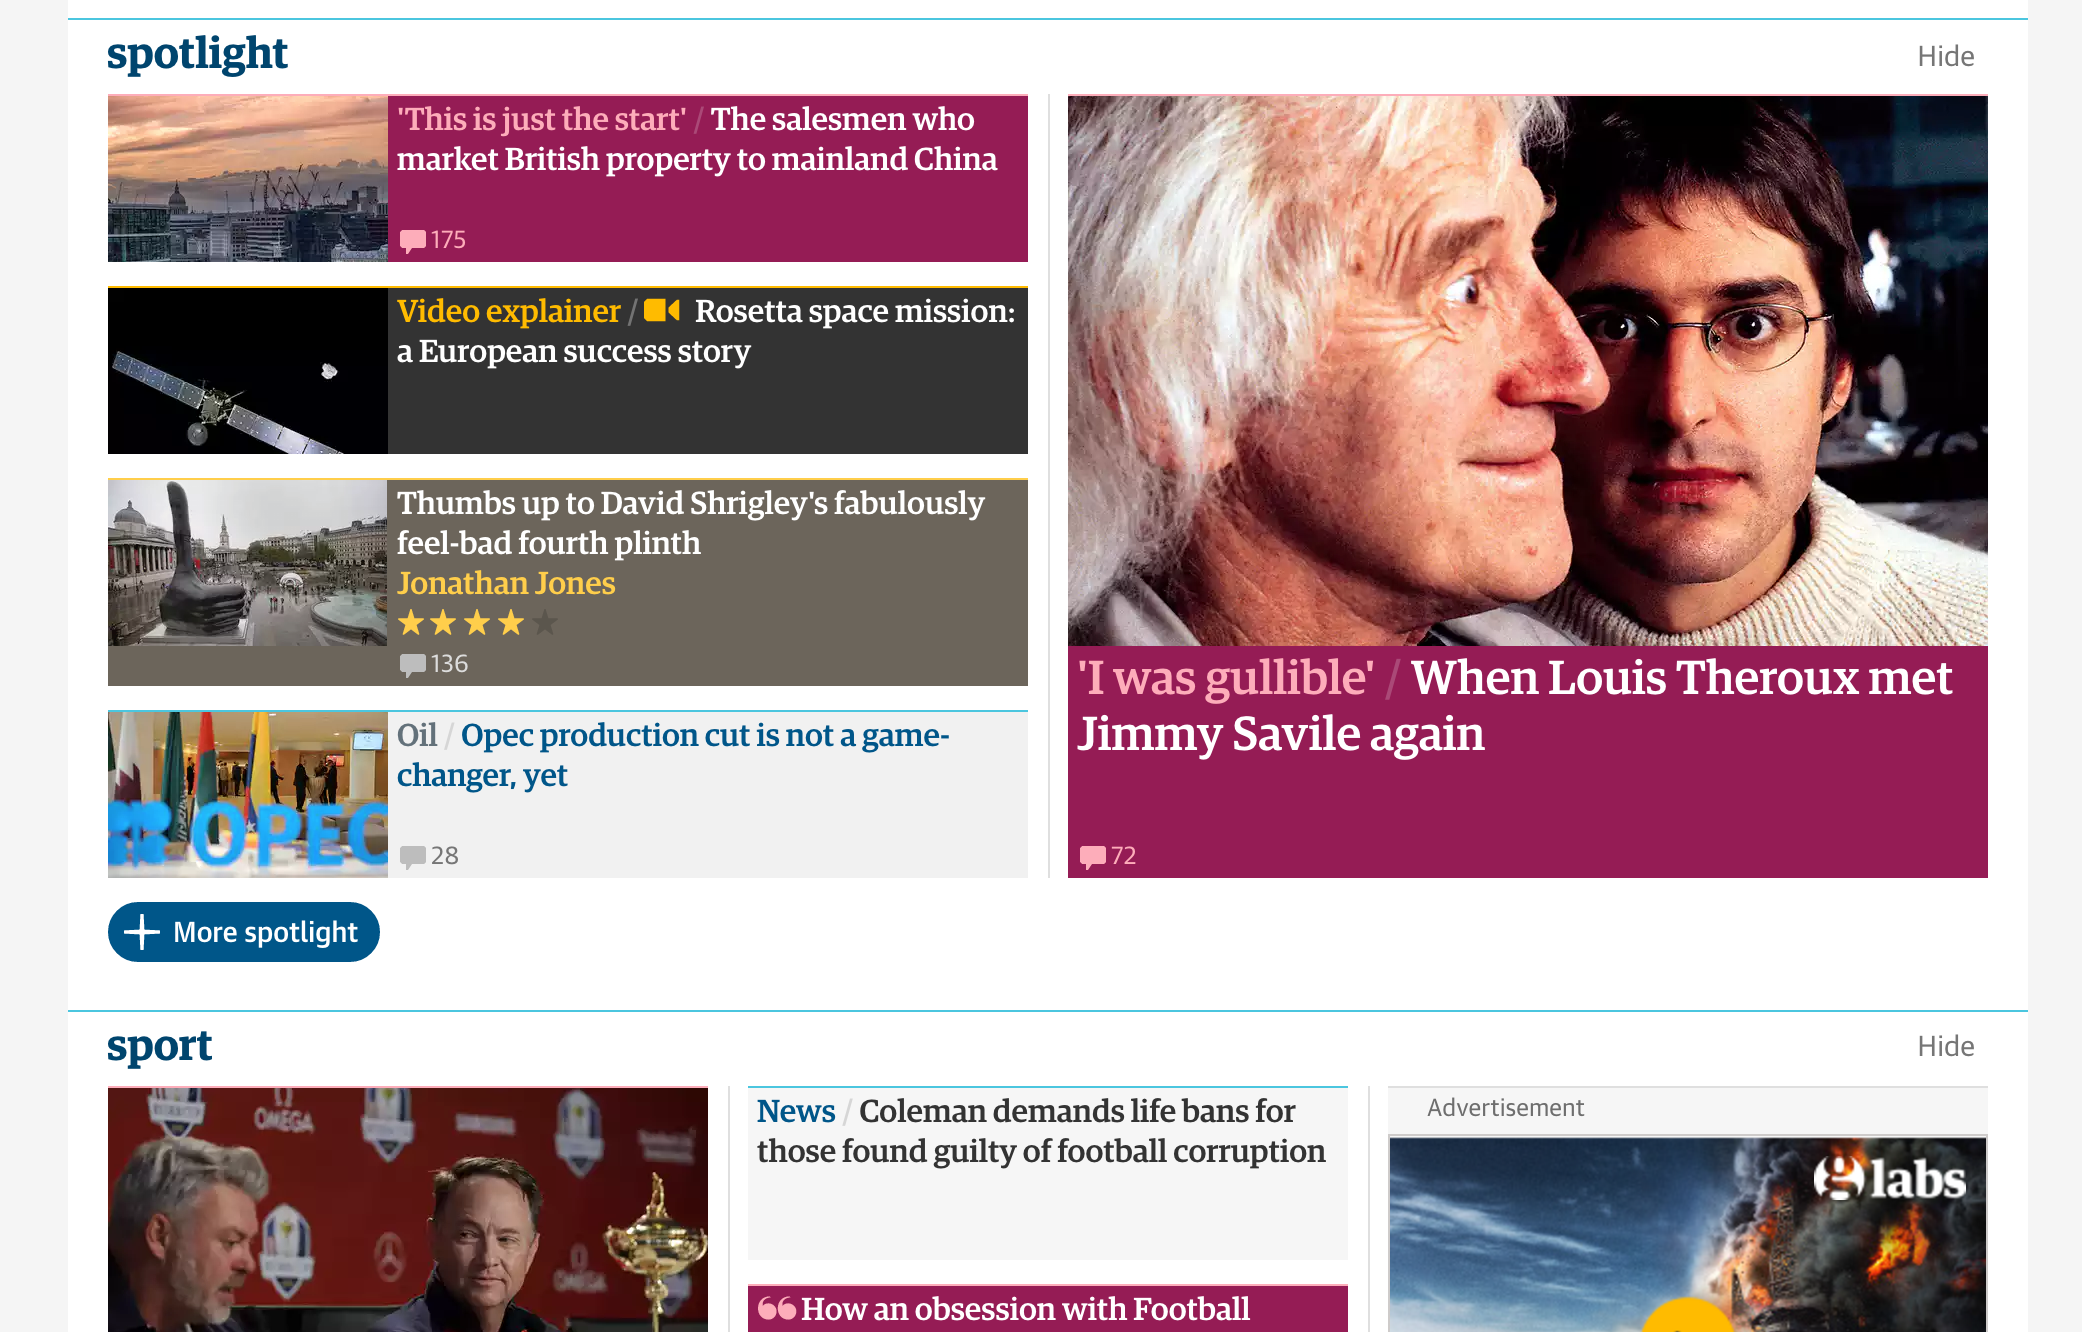 spotlight
Hide
'This is just the start' / The salesmen who
market British property to mainland China
175
Video explainer / Rosetta space mission:
a European success story
Thumbs up to David Shrigley's fabulously
feel-bad fourth plinth
Jonathan Jones
136
OPEC
Oil / Opec production cut is not a game-
changer, yet
28
'I was gullible' / When Louis Theroux met
Jimmy Savile again
72
More spotlight
sport
Hide
OMEGA
OMEGA
News / Coleman demands life bans for
those found guilty of football corruption
How an obsession with Football
Advertisement
labs